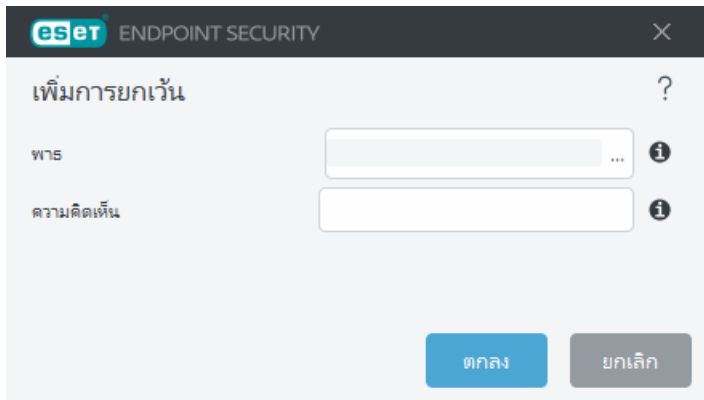 eset ENDPOINT SECURITY
เพิ่มการยกเว้น
?
พาธ
...
ความคิดเห็น
ตกลง
ยกเลิก